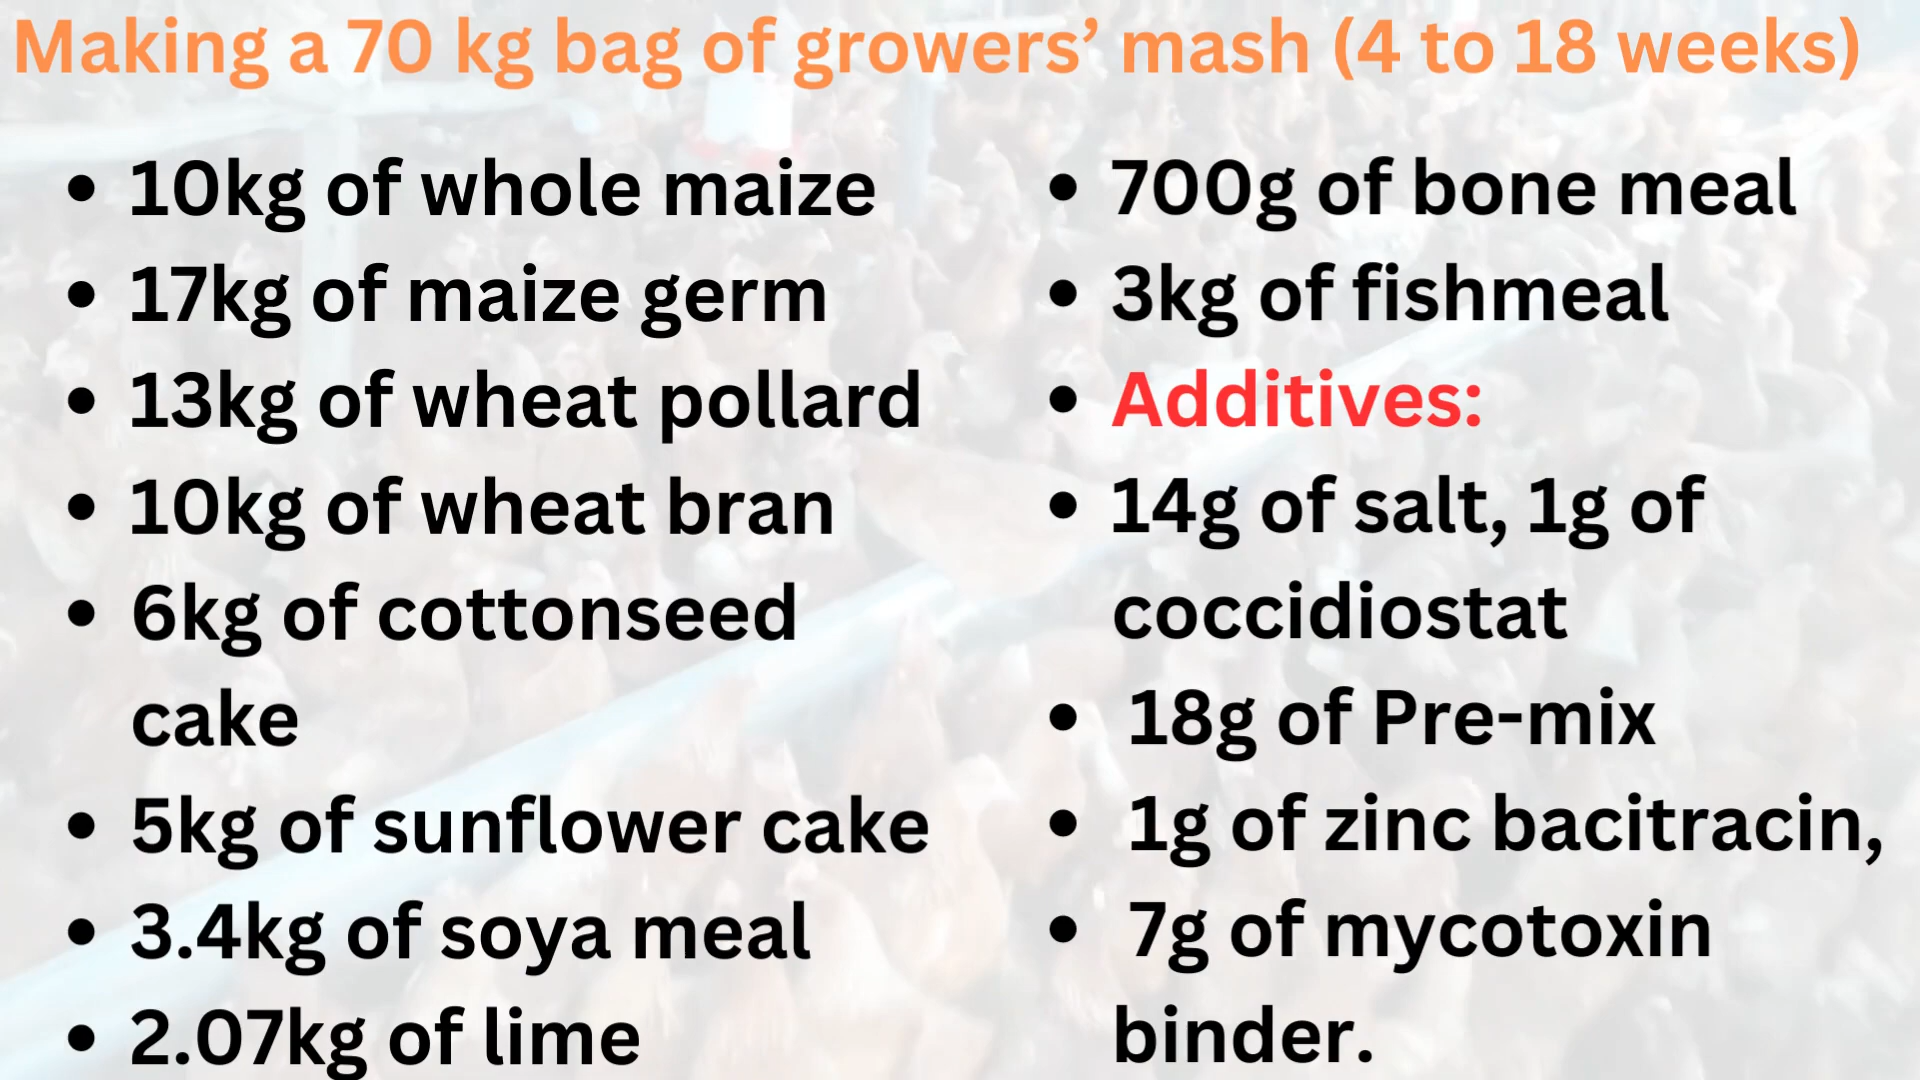 Making a 70 kg bag of growers’ mash (4 to 18 weeks)
• 10kg of whole maize
• 17kg of maize germ
• 13kg of wheat pollard
• 10kg of wheat bran
• 6kg of cottonseed
cake
• 5kg of sunflower cake
• 3.4kg of soya meal
• 2.07kg of lime
• 700g of bone meal
• 3kg of fishmeal
• Additives:
• 14g of salt, 1g of
coccidiostat
• 18g of Pre-mix
• 1g of zinc bacitracin,
• 7g of mycotoxin
binder.